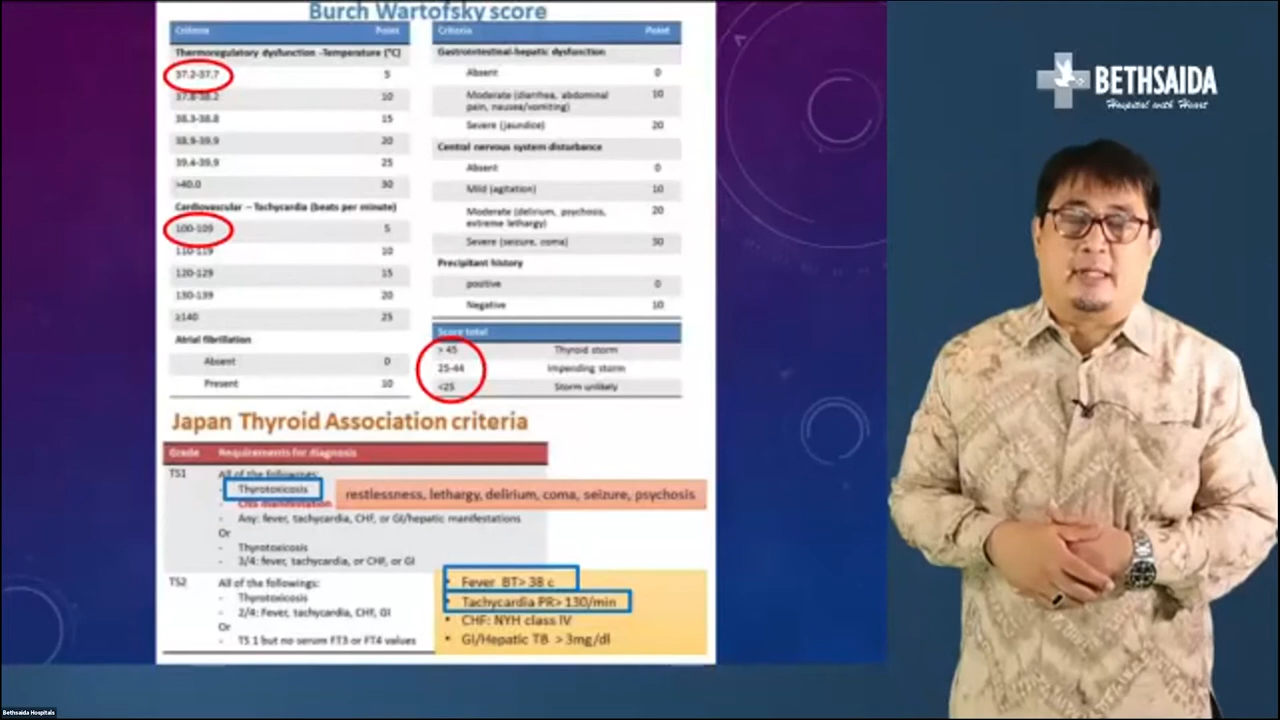 Burch Wartofsky score
Criteria Point
Thermoregulatory dysfunction -Temperature (°C)
37.2-37.7 5
37.8-38.2 10
38.3-38.8 15
38.9-39.9 20
39.4-39.9 25
>40.0 30
Cardiovascular – Tachycardia (beats per minute)
100-109 5
110-119 10
120-129 15
130-139 20
≥140 25
Atrial fibrillation
Absent 0
Present 10
Criteria Point
Gastrointestinal-hepatic dysfunction
Absent 0
Moderate (diarrhea, abdominal 10
pain, nausea/vomiting)
Severe (jaundice) 20
Central nervous system disturbance
Absent 0
Mild (agitation) 10
Moderate (delirium, psychosis, 20
extreme lethargy)
Severe (seizure, coma) 30
Precipitant history
positive 0
Negative 10
Score total
> 45 Thyroid storm
25-44 Impending storm
<25 Storm unlikely
Japan Thyroid Association criteria
Grade Requirements for diagnosis
TS1 All of the followings:
- Thyrotoxicosis
- CNS manifestation
restlessness, lethargy, delirium, coma, seizure, psychosis
- Any: fever, tachycardia, CHF, or GI/hepatic manifestations
Or
- Thyrotoxicosis
- 3/4: fever, tachycardia, or CHF, or GI
TS2 All of the followings:
- Thyrotoxicosis
- 2/4: Fever, tachycardia, CHF, GI
Or
- TS 1 but no serum FT3 or FT4 values
• Fever BT> 38 c
• Tachycardia PR> 130/min
• CHF: NYH class IV
• GI/Hepatic TB > 3mg/dl
BETHSAIDA
Hospital with Heart
Bethsaida Hospitals